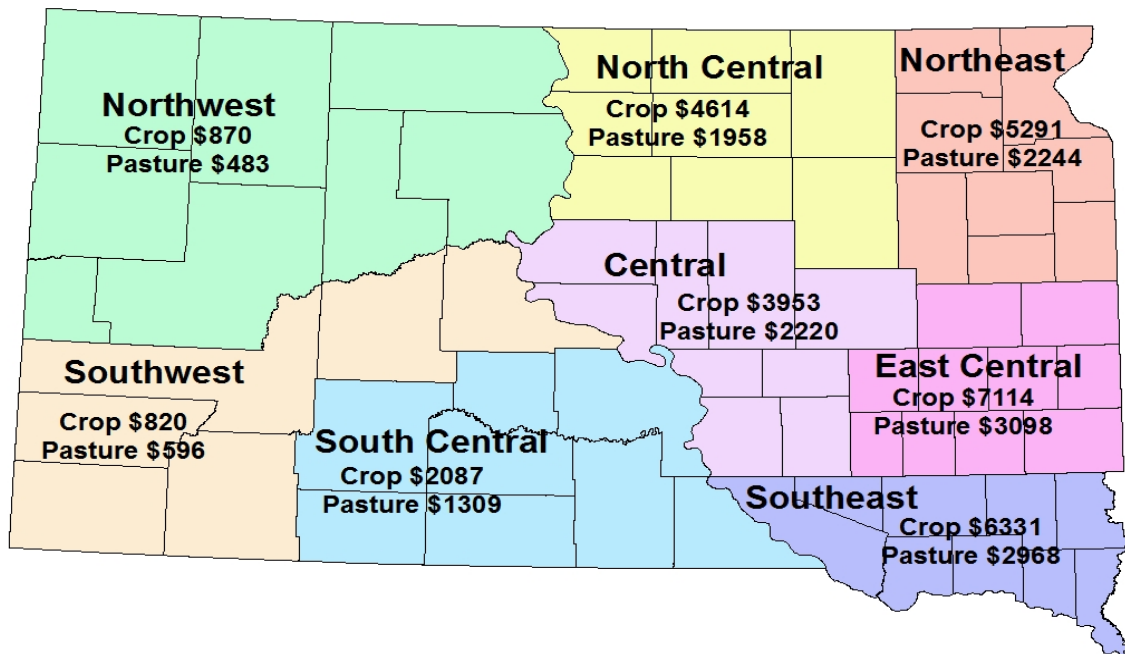 Northwest
Crop $870
Pasture $483
North Central
Crop $4614
Pasture $1958
Northeast
Crop $5291
Pasture $2244
Central
Crop $3953
Pasture $2220
Southwest
Crop $820
Pasture $596
South Central
Crop $2087
Pasture $1309
East Central
Crop $7114
Pasture $3098
Southeast
Crop $6331
Pasture $2968